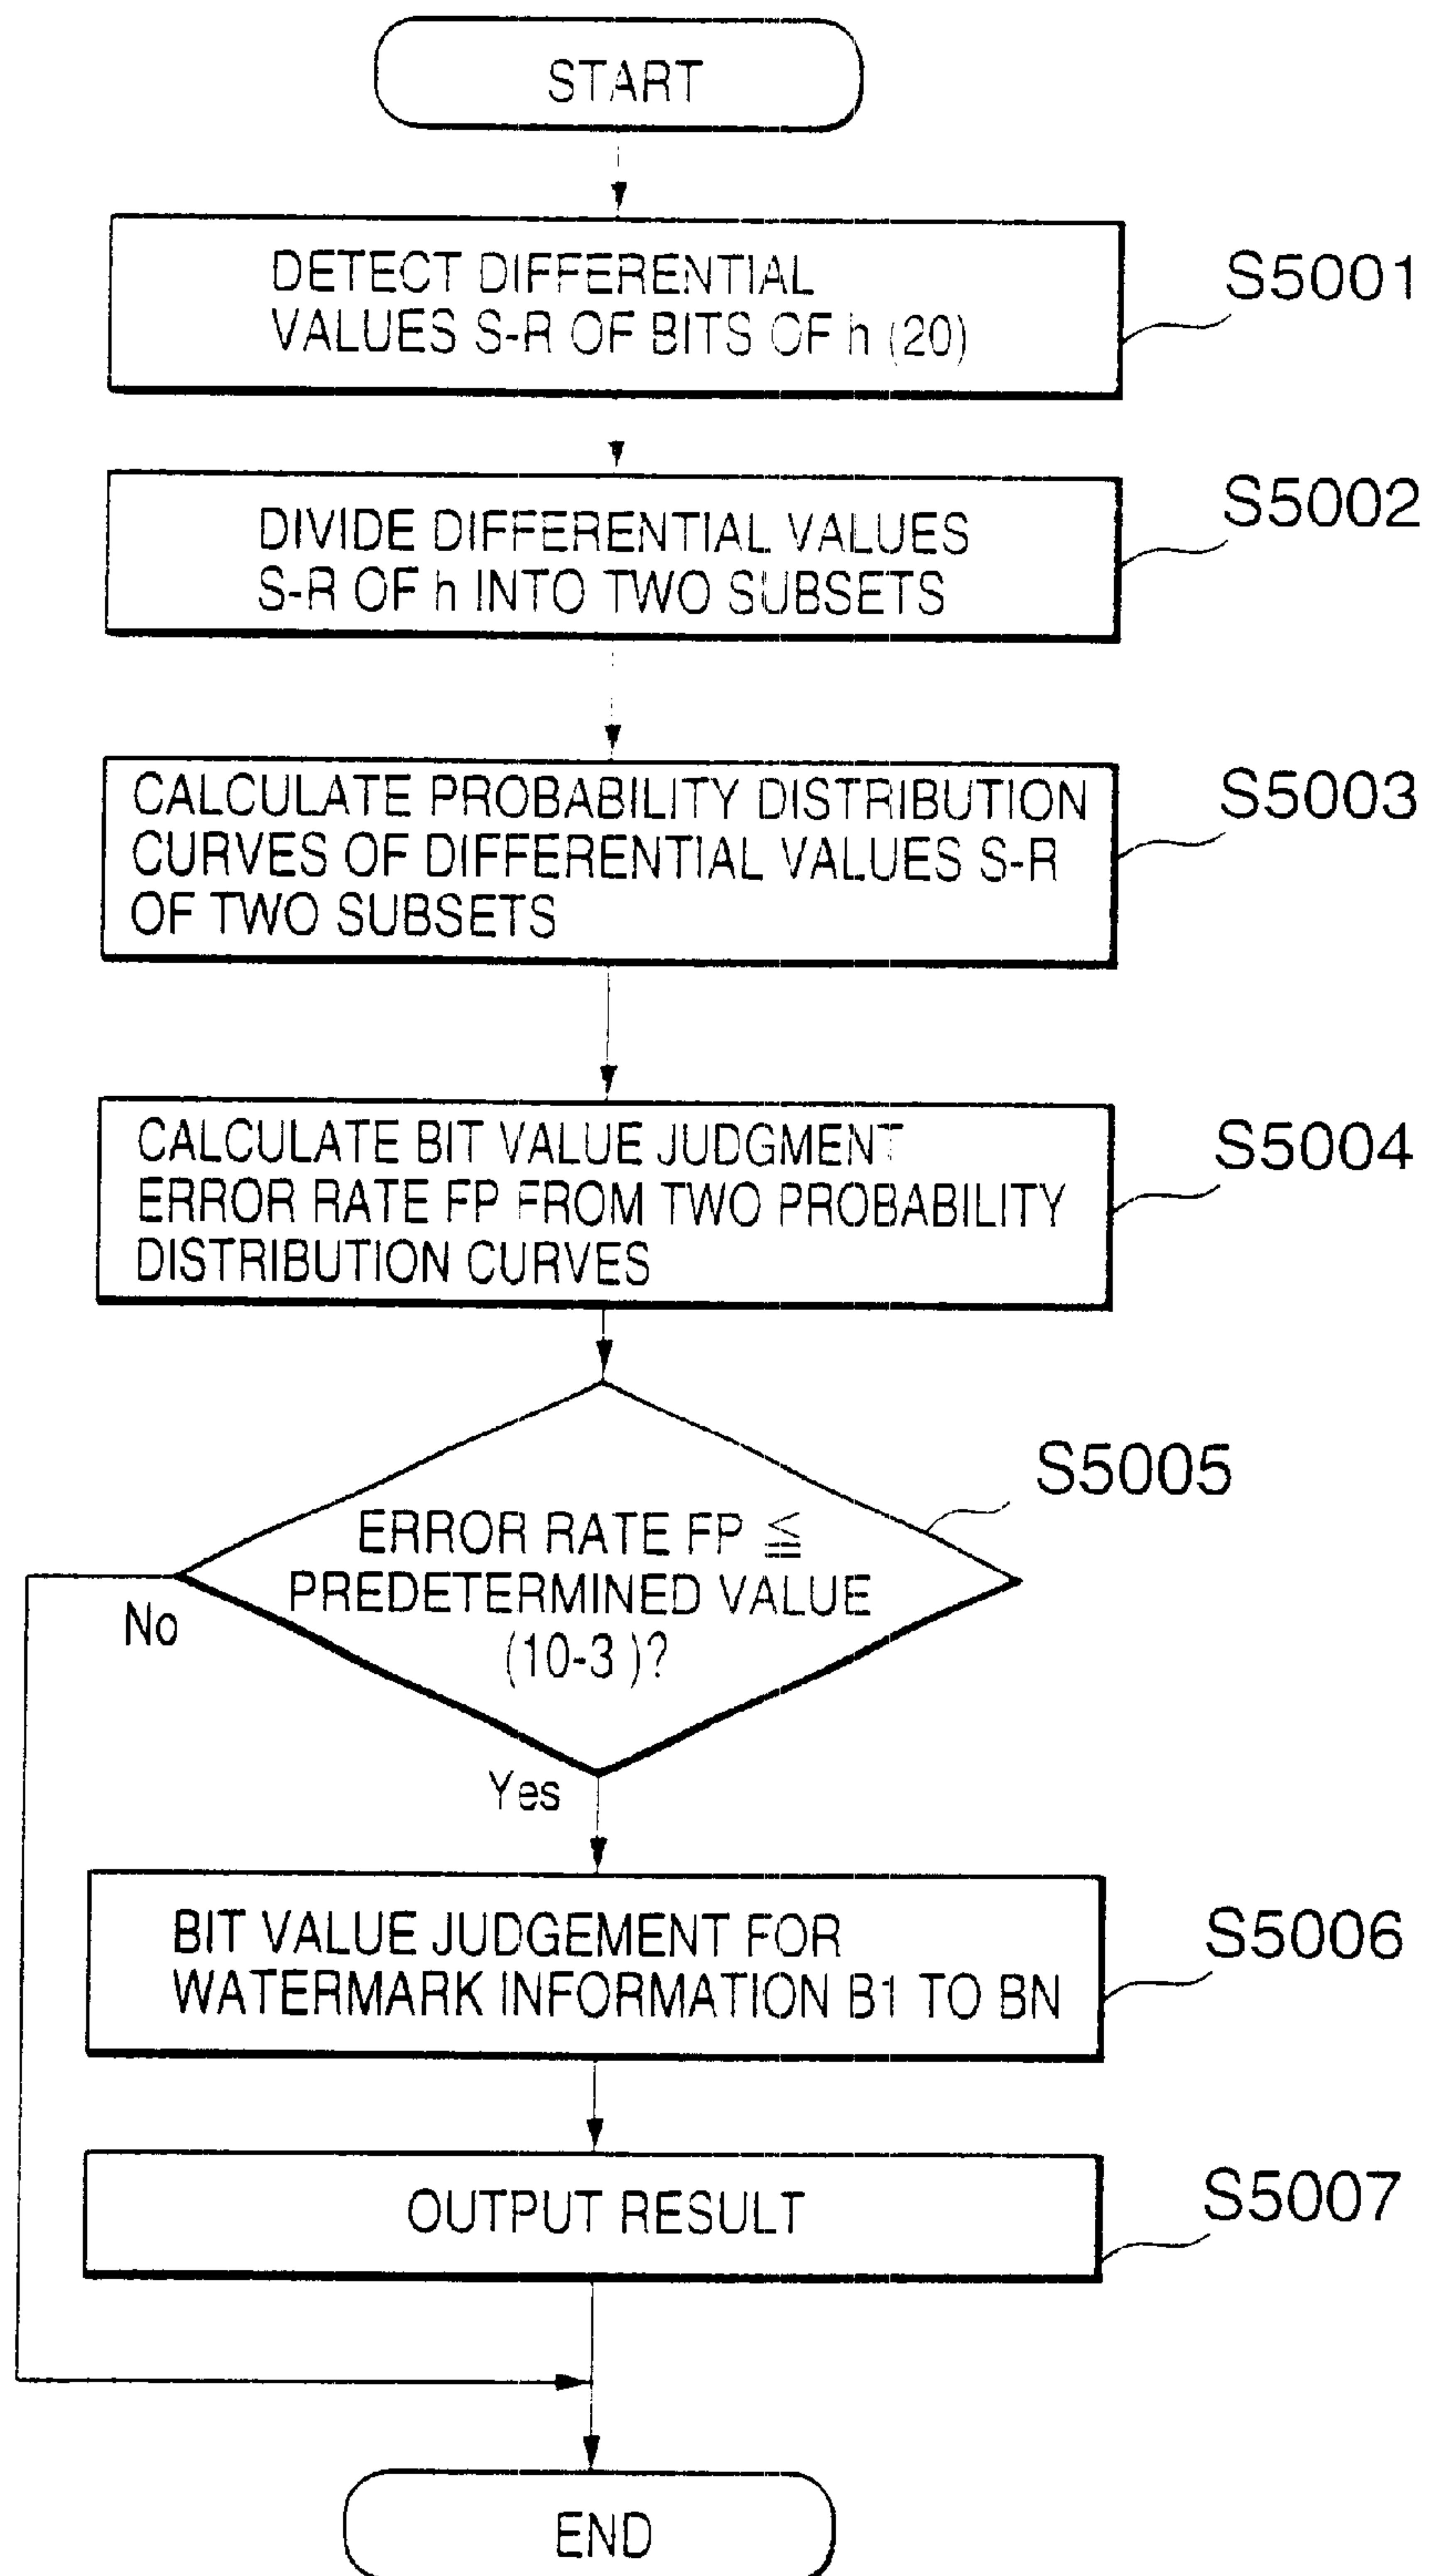 START
DETECT DIFFERENTIAL
VALUES S-R OF BITS OF h (20)
S5001
DIVIDE DIFFERENTIAL VALUES
S-R OF h INTO TWO SUBSETS
S5002
CALCULATE PROBABILITY DISTRIBUTION
CURVES OF DIFFERENTIAL VALUES S-R
OF TWO SUBSETS
S5003
CALCULATE BIT VALUE JUDGMENT
ERROR RATE FP FROM TWO PROBABILITY
DISTRIBUTION CURVES
S5004
ERROR RATE FP ≦
PREDETERMINED VALUE
(10-3 )?
S5005
No
Yes
BIT VALUE JUDGEMENT FOR
WATERMARK INFORMATION B1 TO BN
S5006
OUTPUT RESULT
S5007
END